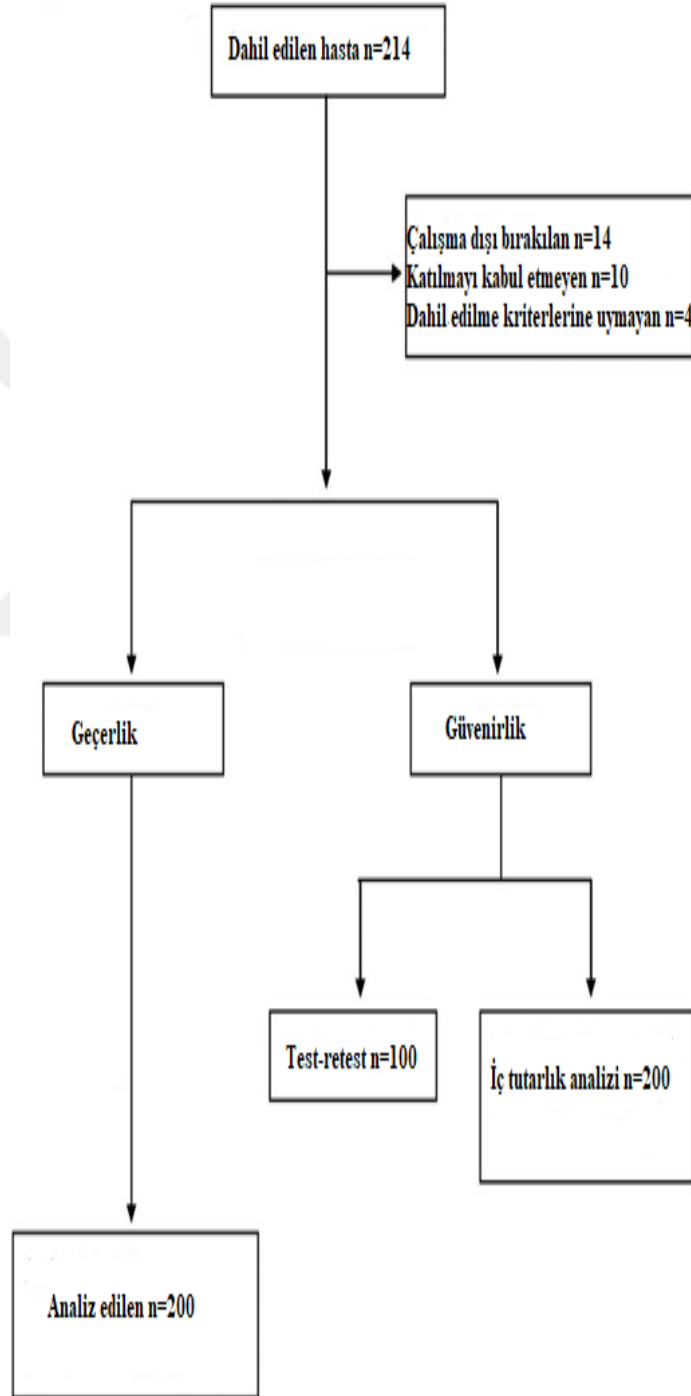 Dahil edilen hasta n=214
Çalışma dışı bırakılan n=14
Katılmayı kabul etmeyen n=10
Dahil edilme kriterlerine uymayan n=4
Geçerlik
Güvenirlik
Test-retest n=100
İç tutarlık analizi n=200
Analiz edilen n=200